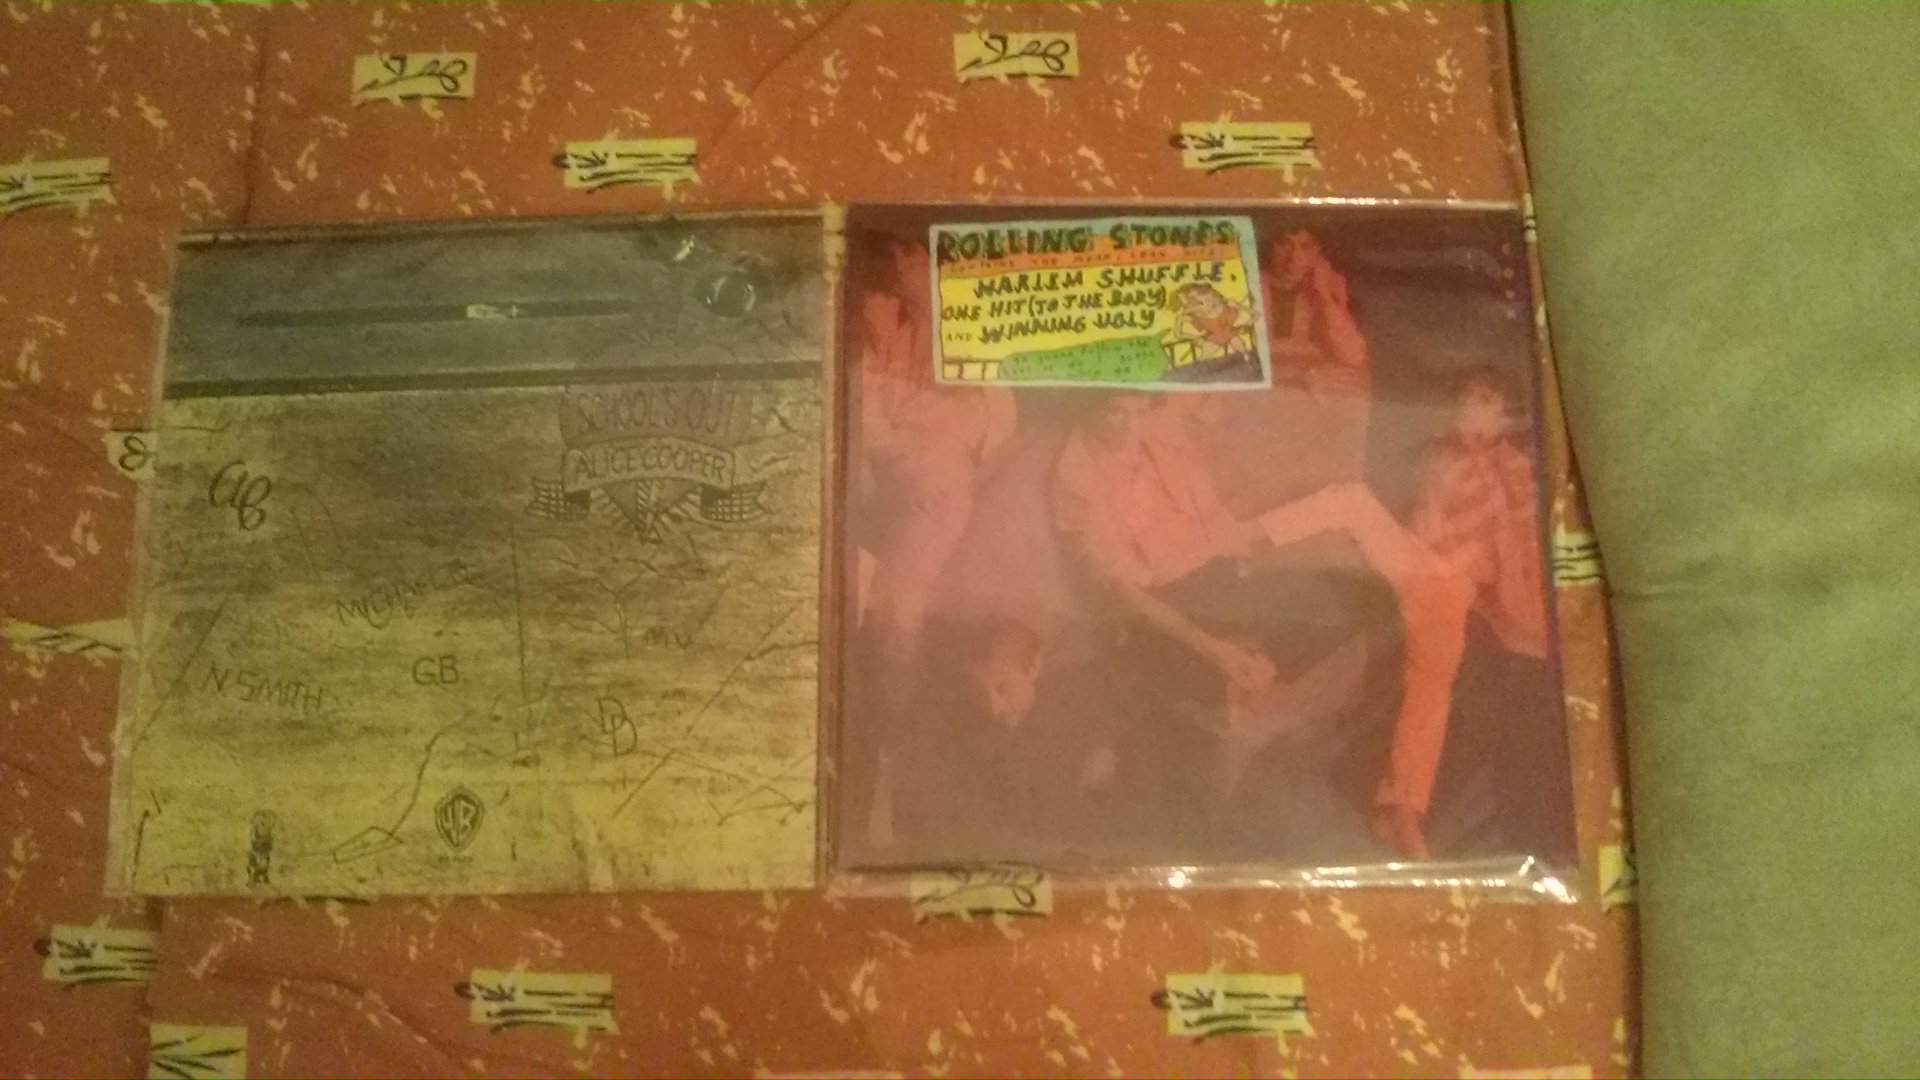 SCHOOL'S OUT
ALICE COOPER
AC
MICHAEL B
N SMITH
GB
DD
WB
ROLLING STONES
HARLEM SHUFFLE,
ONE HIT (TO THE BODY)
AND WINNING UGLY